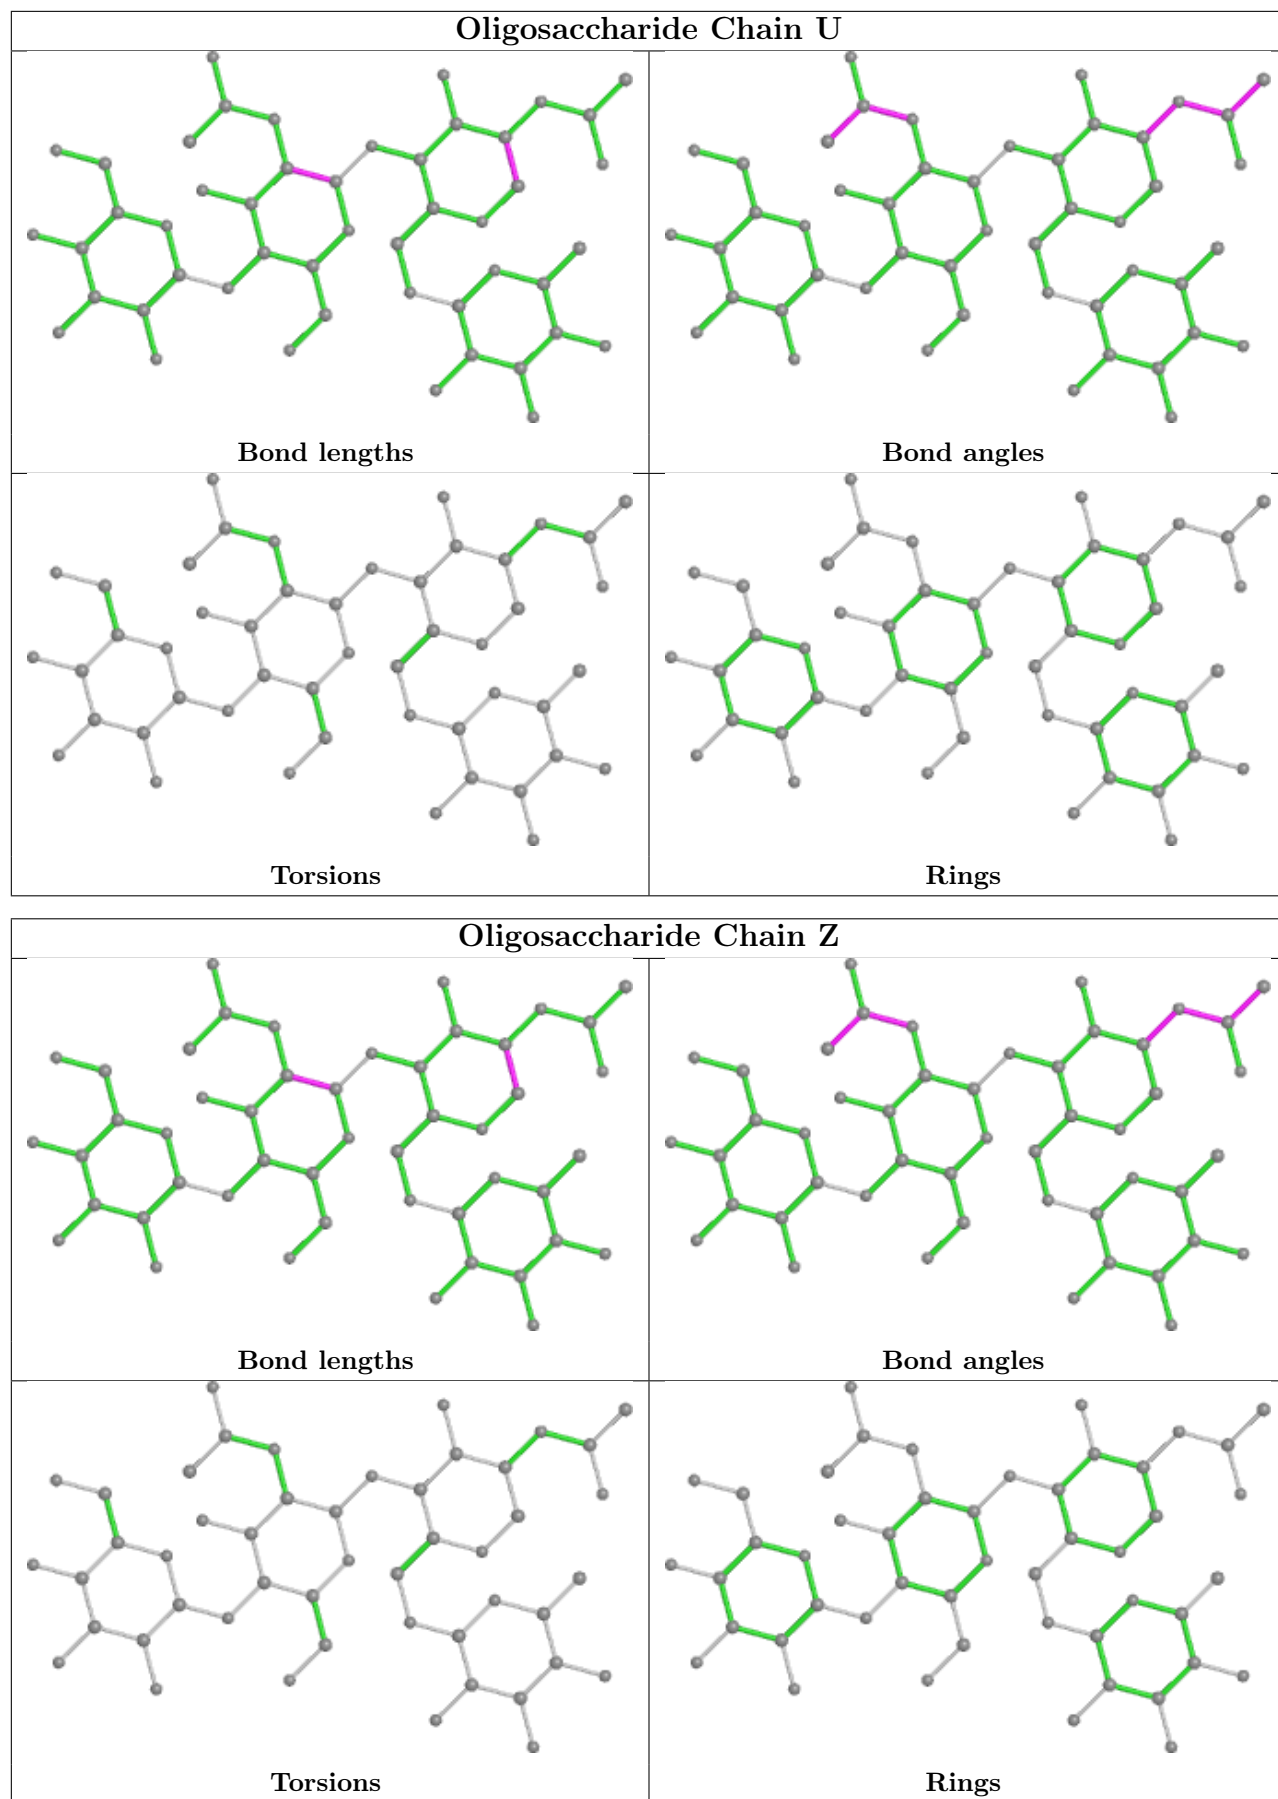 Oligosaccharide Chain U
Bond lengths
Bond angles
Torsions
Rings
Oligosaccharide Chain Z
Bond lengths
Bond angles
Torsions
Rings